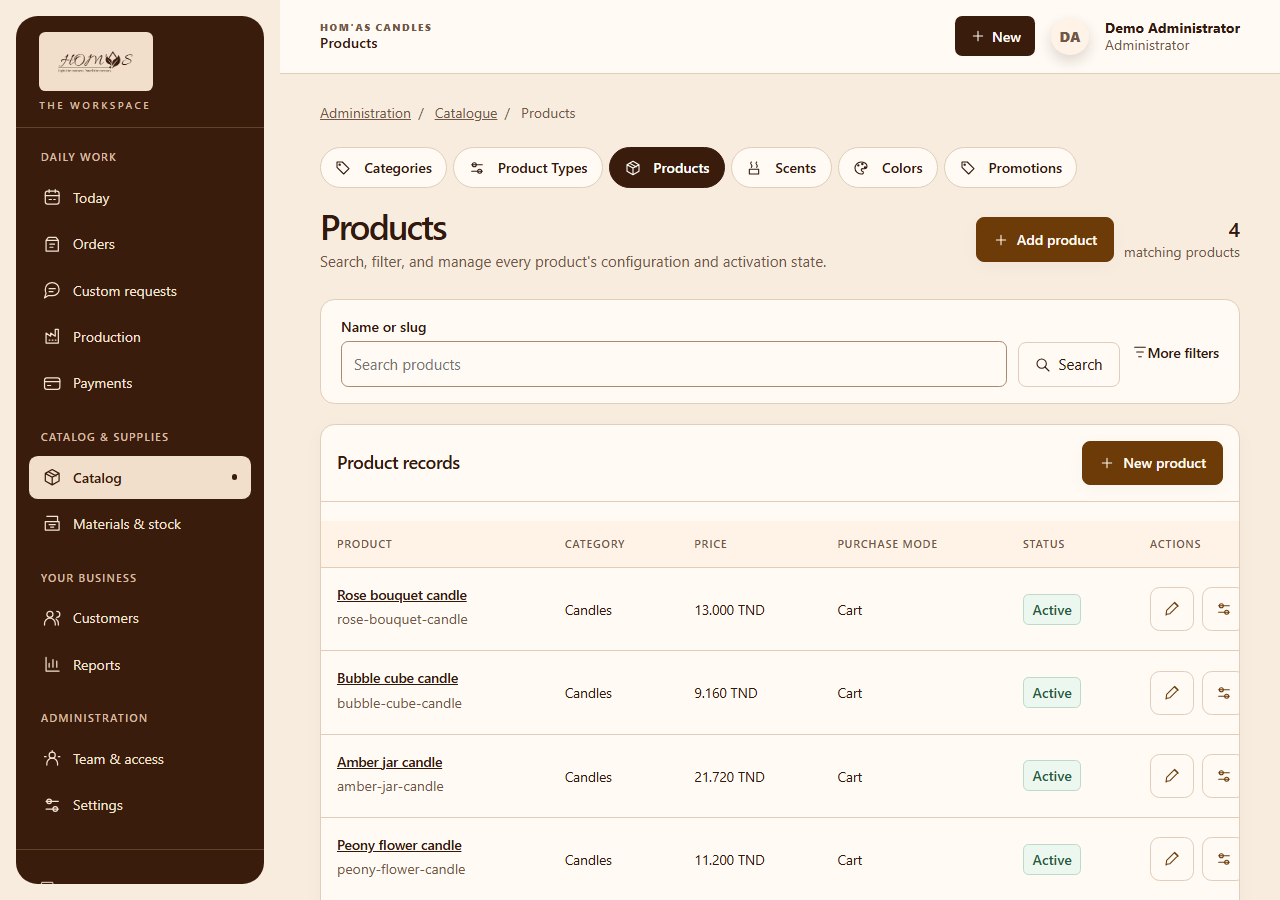 HOM S
THE WORKSPACE
DAILY WORK
Today
Orders
Custom requests
Production
Payments
CATALOG & SUPPLIES
Catalog
Materials & stock
YOUR BUSINESS
Customers
Reports
ADMINISTRATION
Team & access
Settings
HOM'AS CANDLES
Products
+ New
DA
Demo Administrator
Administrator
Administration / Catalogue / Products
Categories
Product Types
Products
Scents
Colors
Promotions
Products
Search, filter, and manage every product's configuration and activation state.
+ Add product
4
matching products
Name or slug
Search products
Search
More filters
Product records
+ New product
PRODUCT CATEGORY PRICE PURCHASE MODE STATUS ACTIONS
Rose bouquet candle
rose-bouquet-candle
Candles 13.000 TND Cart Active
Bubble cube candle
bubble-cube-candle
Candles 9.160 TND Cart Active
Amber jar candle
amber-jar-candle
Candles 21.720 TND Cart Active
Peony flower candle
peony-flower-candle
Candles 11.200 TND Cart Active